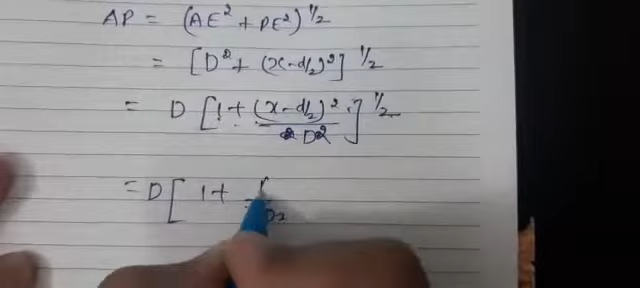 AP = (AE² + PE²)^1/2
= [D² + (x-d/2)²]^1/2
= D [1 + (x-d/2)² / D²]^1/2
= D [ 1 +